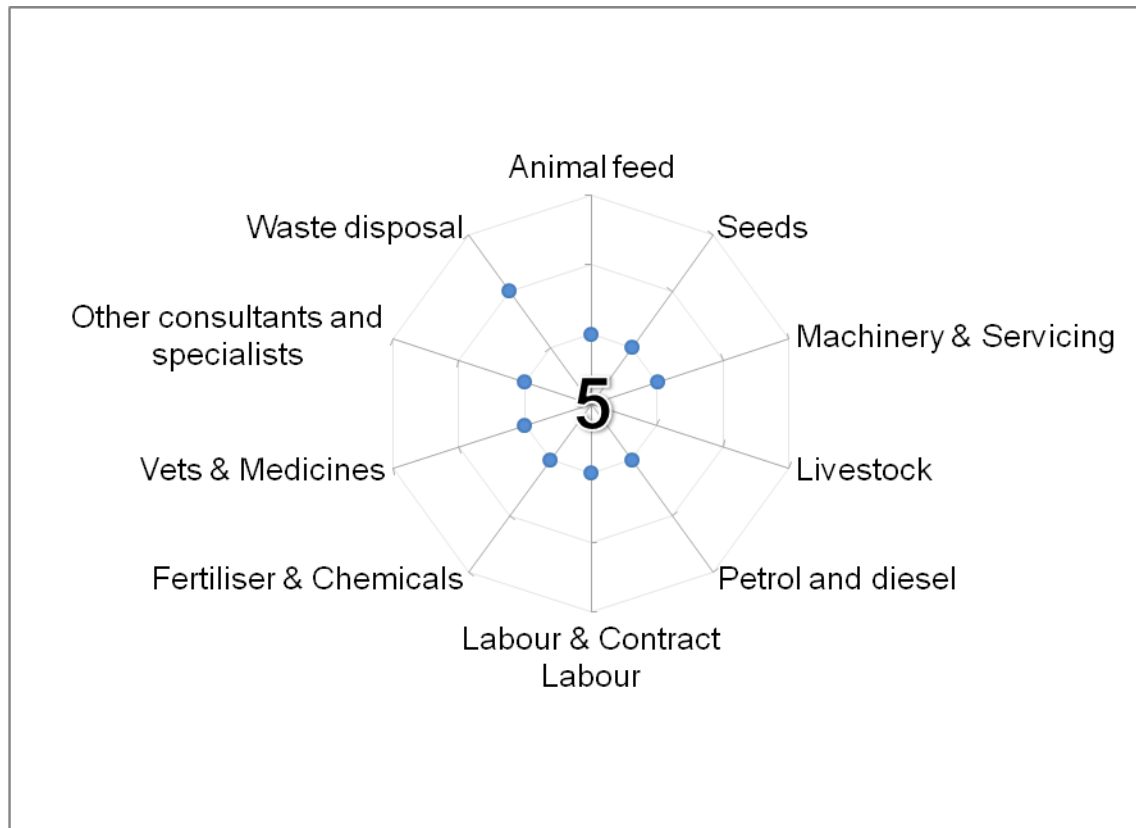 Animal feed
Waste disposal
Seeds
Other consultants and
specialists
Machinery & Servicing
5
Vets & Medicines
Livestock
Fertiliser & Chemicals
Petrol and diesel
Labour & Contract
Labour